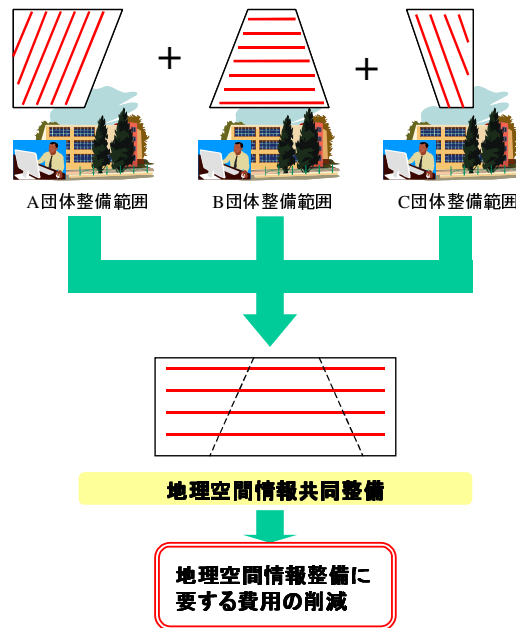 +
+
A団体整備範囲
B団体整備範囲
C団体整備範囲
地理空間情報共同整備
地理空間情報整備に
要する費用の削減